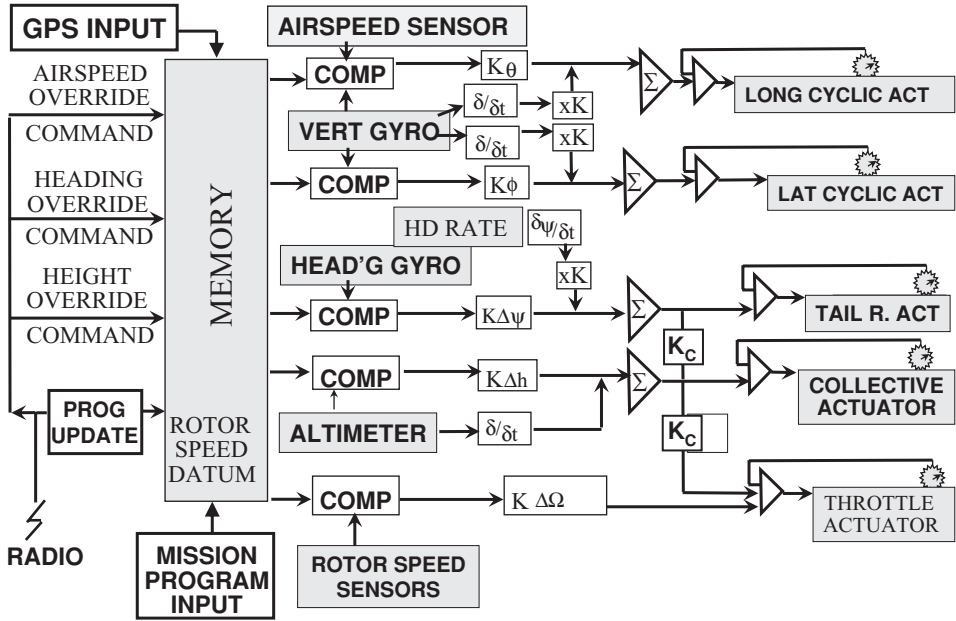 GPS INPUT
AIRSPEED SENSOR
AIRSPEED
OVERRIDE
COMMAND
COMP
Kθ
Σ
LONG CYCLIC ACT
δ/δt
xK
VERT GYRO
δ/δt
xK
HEADING
OVERRIDE
COMMAND
COMP
Kϕ
Σ
LAT CYCLIC ACT
MEMORY
HD RATE
δψ/δt
HEAD'G GYRO
xK
HEIGHT
OVERRIDE
COMMAND
COMP
KΔψ
Σ
TAIL R. ACT
KC
COMP
KΔh
Σ
COLLECTIVE
ACTUATOR
PROG
UPDATE
ROTOR
SPEED
DATUM
ALTIMETER
δ/δt
KC
COMP
K ΔΩ
THROTTLE
ACTUATOR
RADIO
MISSION
PROGRAM
INPUT
ROTOR SPEED
SENSORS